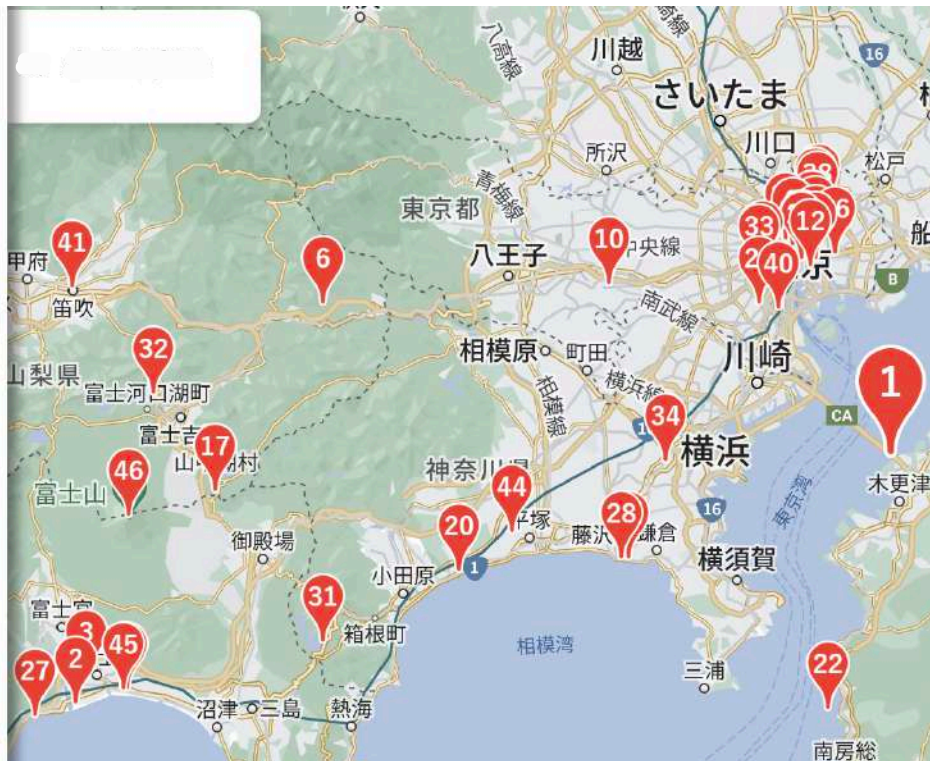 川越
八高線
16
さいたま
川口
所沢
松戸
青梅線
東京都
28
6
12
33
41
6
10
中央線
八王子
40
京
船
B
甲府
笛吹
南武線
32
山梨県
相模原
町田
川崎
1
富士河口湖町
横浜線
相模線
CA
34
富士吉
17
横浜
46
神奈川県
木更津
富士山
44
東京湾
16
20
28
平塚
藤沢
鎌倉
御殿場
1
横須賀
小田原
31
富士宮
箱根町
3
45
相模湾
2
27
三浦
22
沼津
三島
熱海
南房総